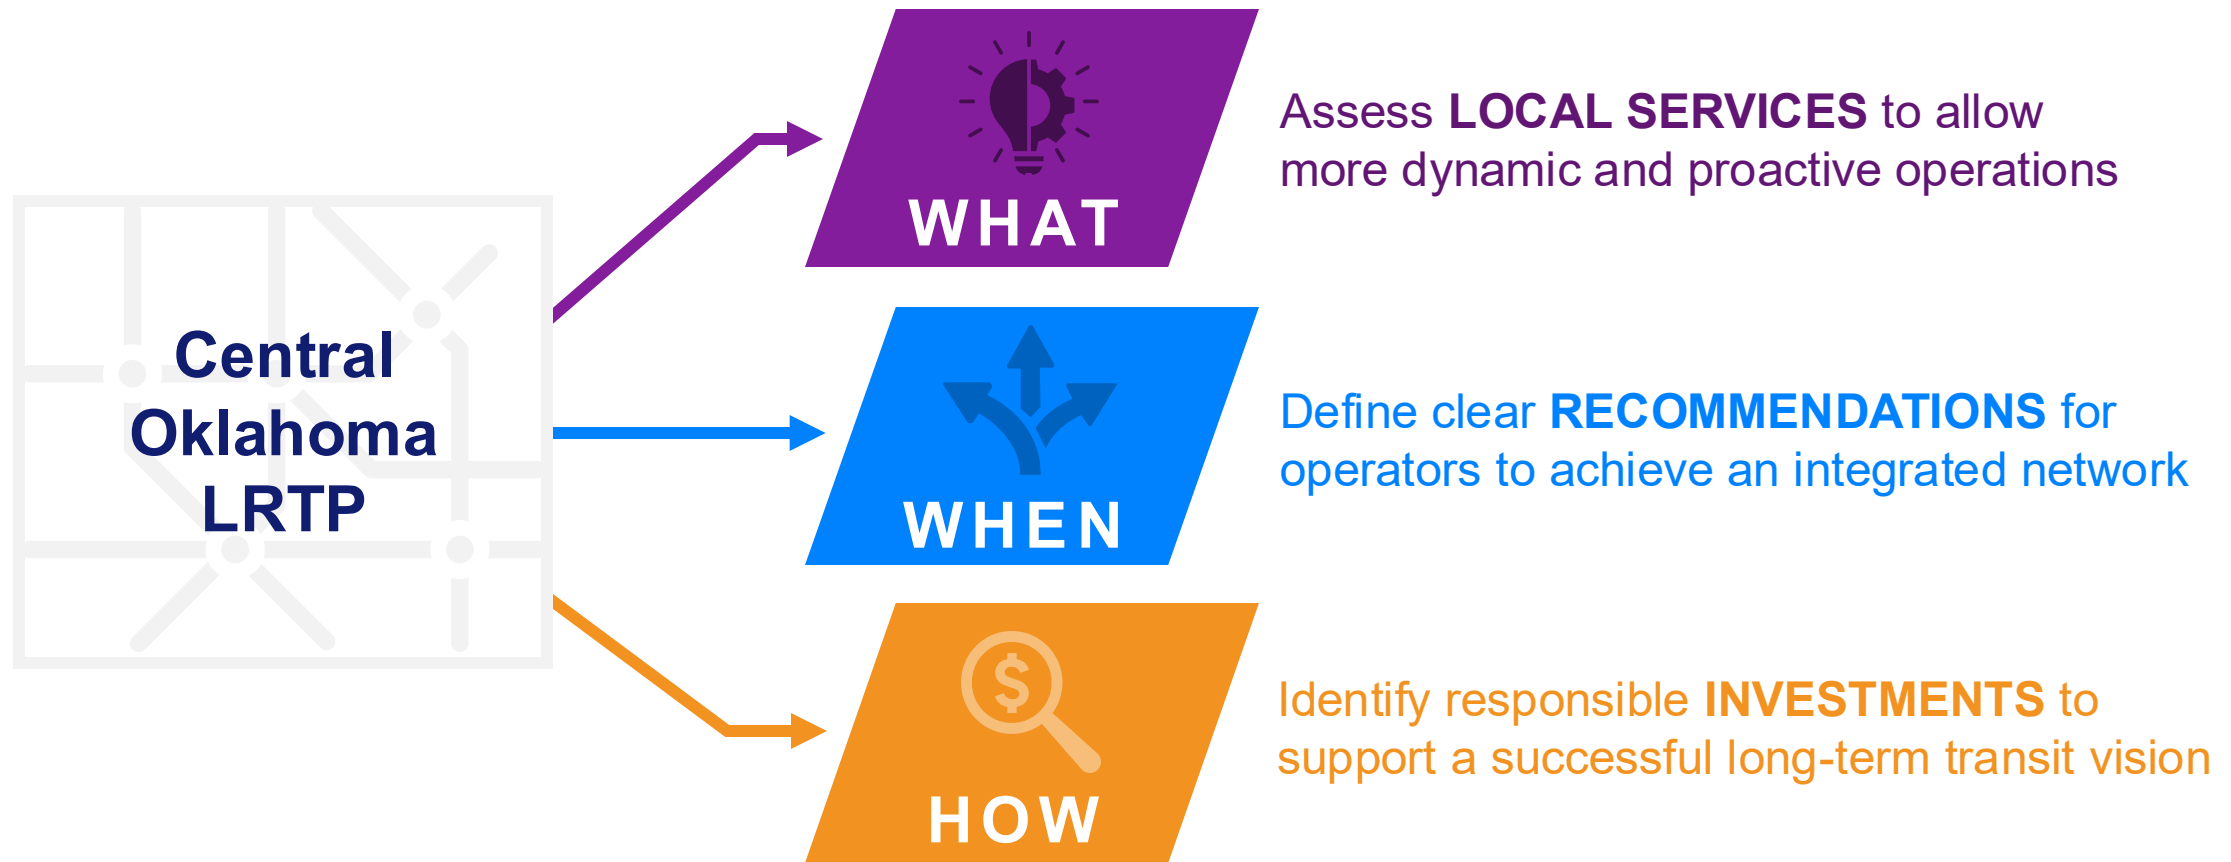 Central
Oklahoma
LRTP
WHAT
Assess LOCAL SERVICES to allow
more dynamic and proactive operations
WHEN
Define clear RECOMMENDATIONS for
operators to achieve an integrated network
$
HOW
Identify responsible INVESTMENTS to
support a successful long-term transit vision